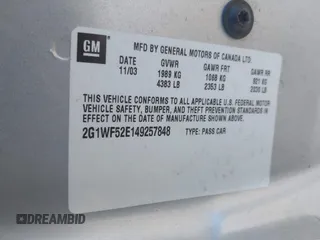 GM
MFD BY GENERAL MOTORS OF CANADA LTD.
DATE GVWR GAWR FRT GAWR RR
11/03 1989 KG 1068 KG 921 KG
4383 LB 2353 LB 2030 LB
THIS VEHICLE CONFORMS TO ALL APPLICABLE U.S. FEDERAL MOTOR
VEHICLE SAFETY, BUMPER, AND THEFT PREVENTION STANDARDS IN
EFFECT ON THE DATE OF MANUFACTURE SHOWN ABOVE.
2G1WF52E149257848 TYPE: PASS CAR
DREAMBID